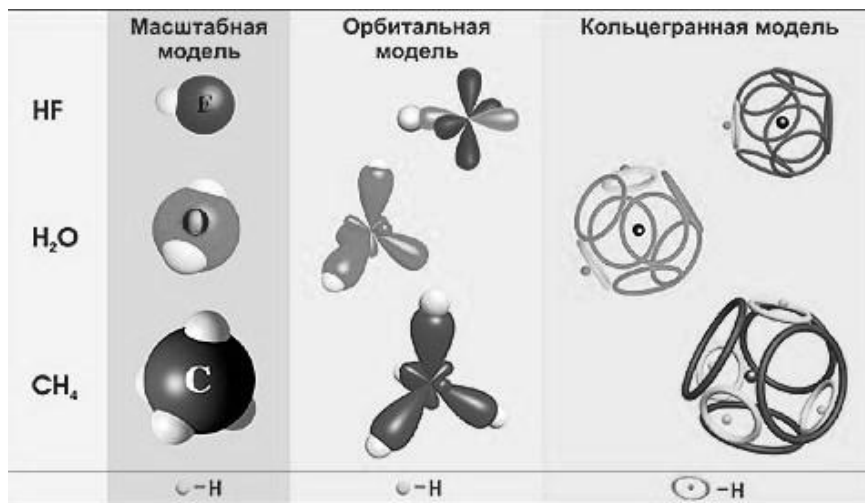 Масштабная
модель
Орбитальная
модель
Кольцегранная модель
HF
F
H₂O
O
CH₄
C
-H
-H
-H